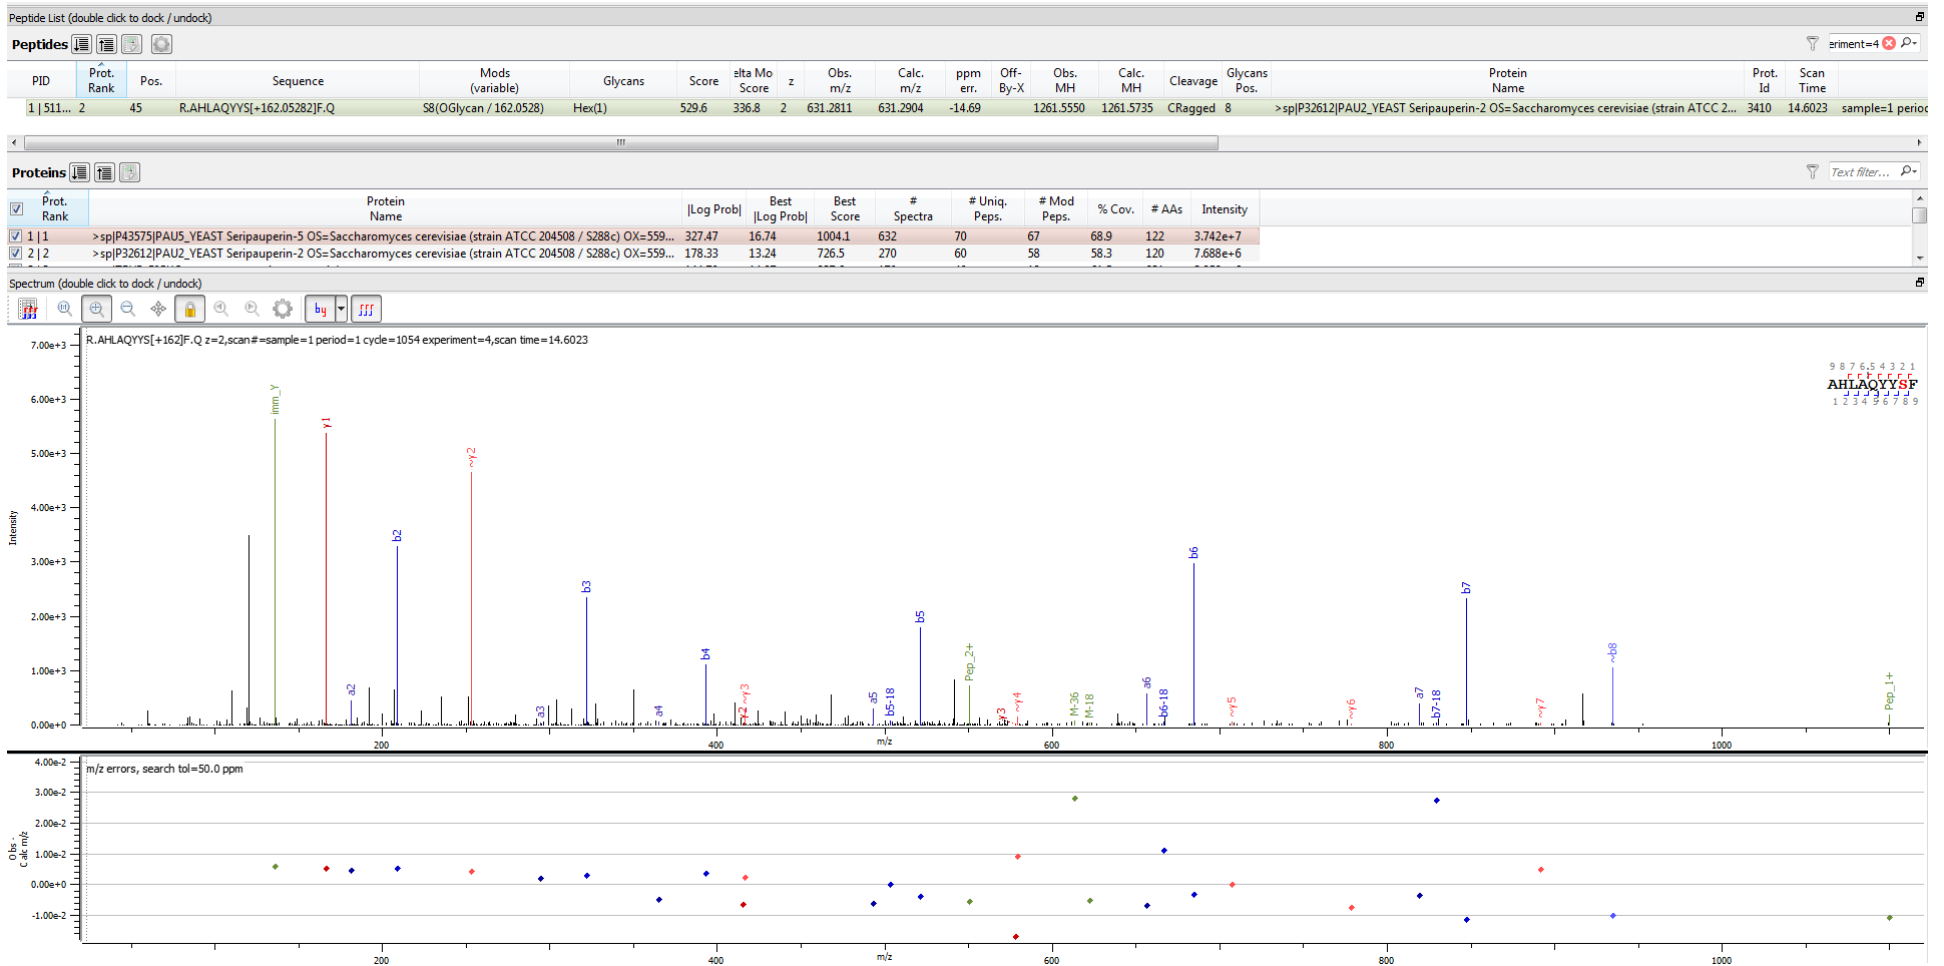 Peptide List (double click to dock / undock)
Peptides
eriment=4
PID Prot. Rank Pos. Sequence Mods (variable) Glycans Score elta Mo Score z Obs. m/z Calc. m/z ppm err. Off- By-X Obs. MH Calc. MH Cleavage Glycans Pos. Protein Name Prot. Id Scan Time
1 | 511... 2 45 R.AHLAQYYS[+162.05282]F.Q S8(OGlycan / 162.0528) Hex(1) 529.6 336.8 2 631.2811 631.2904 -14.69 1261.5550 1261.5735 CRagged 8 >sp|P32612|PAU2_YEAST Seripauperin-2 OS=Saccharomyces cerevisiae (strain ATCC 2... 3410 14.6023 sample=1 perioc
Proteins
Text filter...
Prot. Rank Protein Name |Log Prob| Best |Log Prob| Best Score # Spectra # Uniq. Peps. # Mod Peps. % Cov. # AAs Intensity
1 | 1 >sp|P43575|PAU5_YEAST Seripauperin-5 OS=Saccharomyces cerevisiae (strain ATCC 204508 / S288c) OX=559... 327.47 16.74 1004.1 632 70 67 68.9 122 3.742e+7
2 | 2 >sp|P32612|PAU2_YEAST Seripauperin-2 OS=Saccharomyces cerevisiae (strain ATCC 204508 / S288c) OX=559... 178.33 13.24 726.5 270 60 58 58.3 120 7.688e+6
Spectrum (double click to dock / undock)
by
R.AHLAQYYS[+162]F.Q z=2,scan#=sample=1 period=1 cycle=1054 experiment=4,scan time=14.6023
9 8 7 6 5 4 3 2 1
AHLAQYYSF
1 2 3 4 5 6 7 8 9
Intensity
7.00e+3
6.00e+3
5.00e+3
4.00e+3
3.00e+3
2.00e+3
1.00e+3
0.00e+0
imm_Y
y1
a2
b2
~y2
a3
b3
a4
b4
y2
~y3
a5
b5-18
b5
Pep_2+
y3
~y4
M-36
M-18
a6
b6-18
b6
~y5
~y6
a7
b7-18
b7
~y7
~b8
Pep_1+
200 400 m/z 600 800 1000
m/z errors, search tol=50.0 ppm
Obs - Calc m/z
4.00e-2
3.00e-2
2.00e-2
1.00e-2
0.00e+0
-1.00e-2
200 400 m/z 600 800 1000